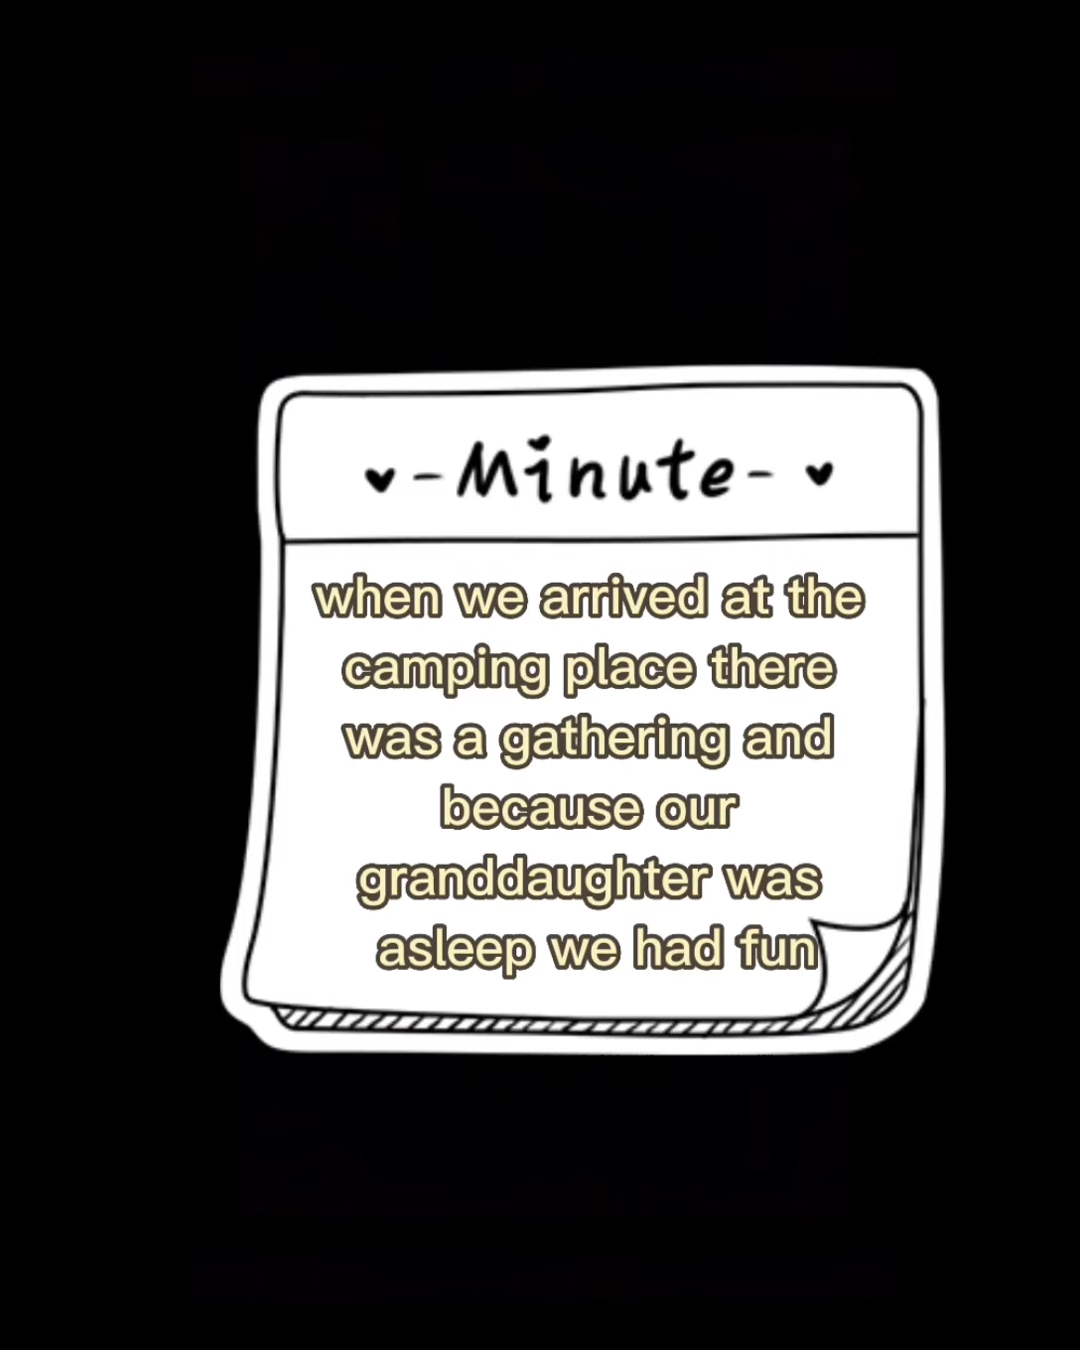 -Minute-
when we arrived at the
camping place there
was a gathering and
because our
granddaughter was
asleep we had fun